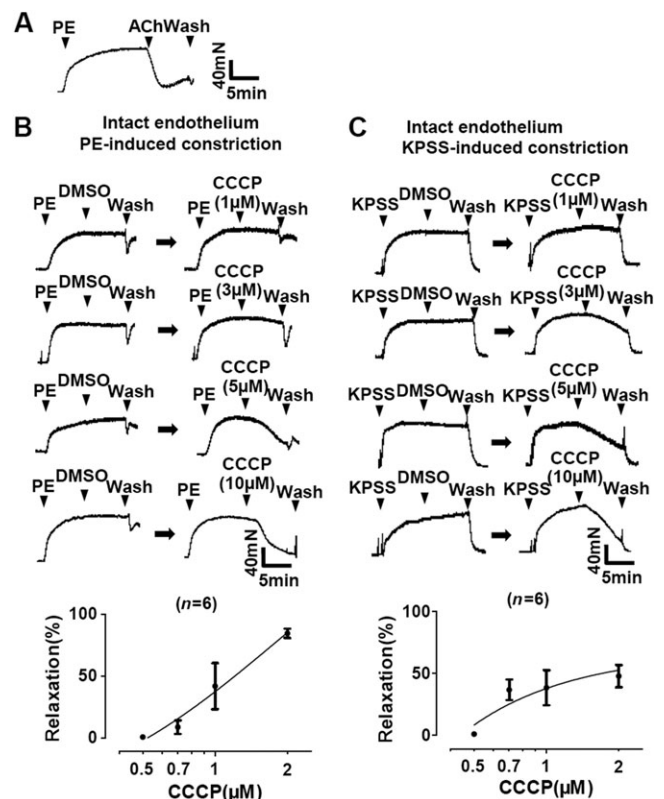 A
PE AChWash
40mN
5min
B
Intact endothelium
PE-induced constriction
PE DMSO Wash PE CCCP (1μM) Wash
PE DMSO Wash PE CCCP (3μM) Wash
PE DMSO Wash PE CCCP (5μM) Wash
PE DMSO Wash PE CCCP (10μM) Wash
40mN
5min
(n=6)
Relaxation(%)
100
50
0
0.5 0.7 1 2
CCCP(μM)
C
Intact endothelium
KPSS-induced constriction
KPSS DMSO Wash KPSS CCCP (1μM) Wash
KPSS DMSO Wash KPSS CCCP (3μM) Wash
KPSS DMSO Wash KPSS CCCP (5μM) Wash
KPSS DMSO Wash KPSS CCCP (10μM) Wash
40mN
5min
(n=6)
Relaxation(%)
100
50
0
0.5 0.7 1 2
CCCP(μM)